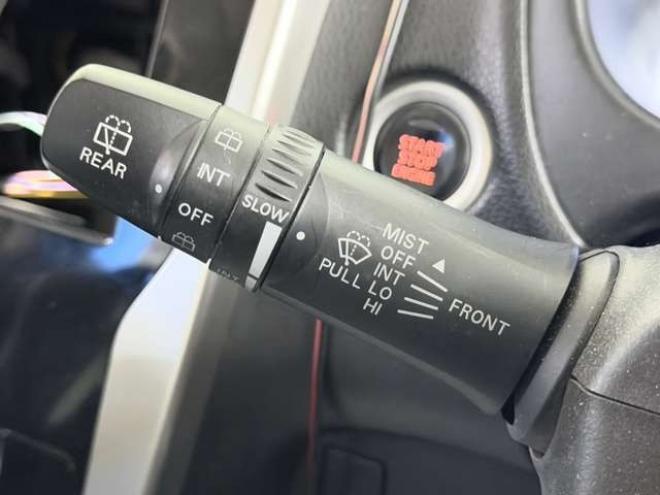 REAR
INT
OFF
SLOW
MIST
OFF
INT
PULL LO
HI
FRONT
START
STOP
ENGINE